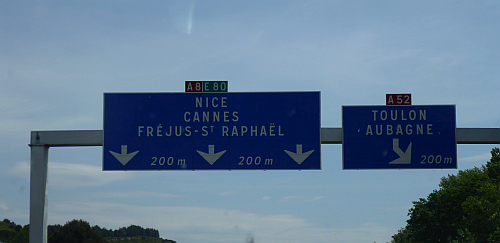 A8 E80
NICE
CANNES
FRÉJUS-ST RAPHAËL
200 m 200 m
A52
TOULON
AUBAGNE
200 m